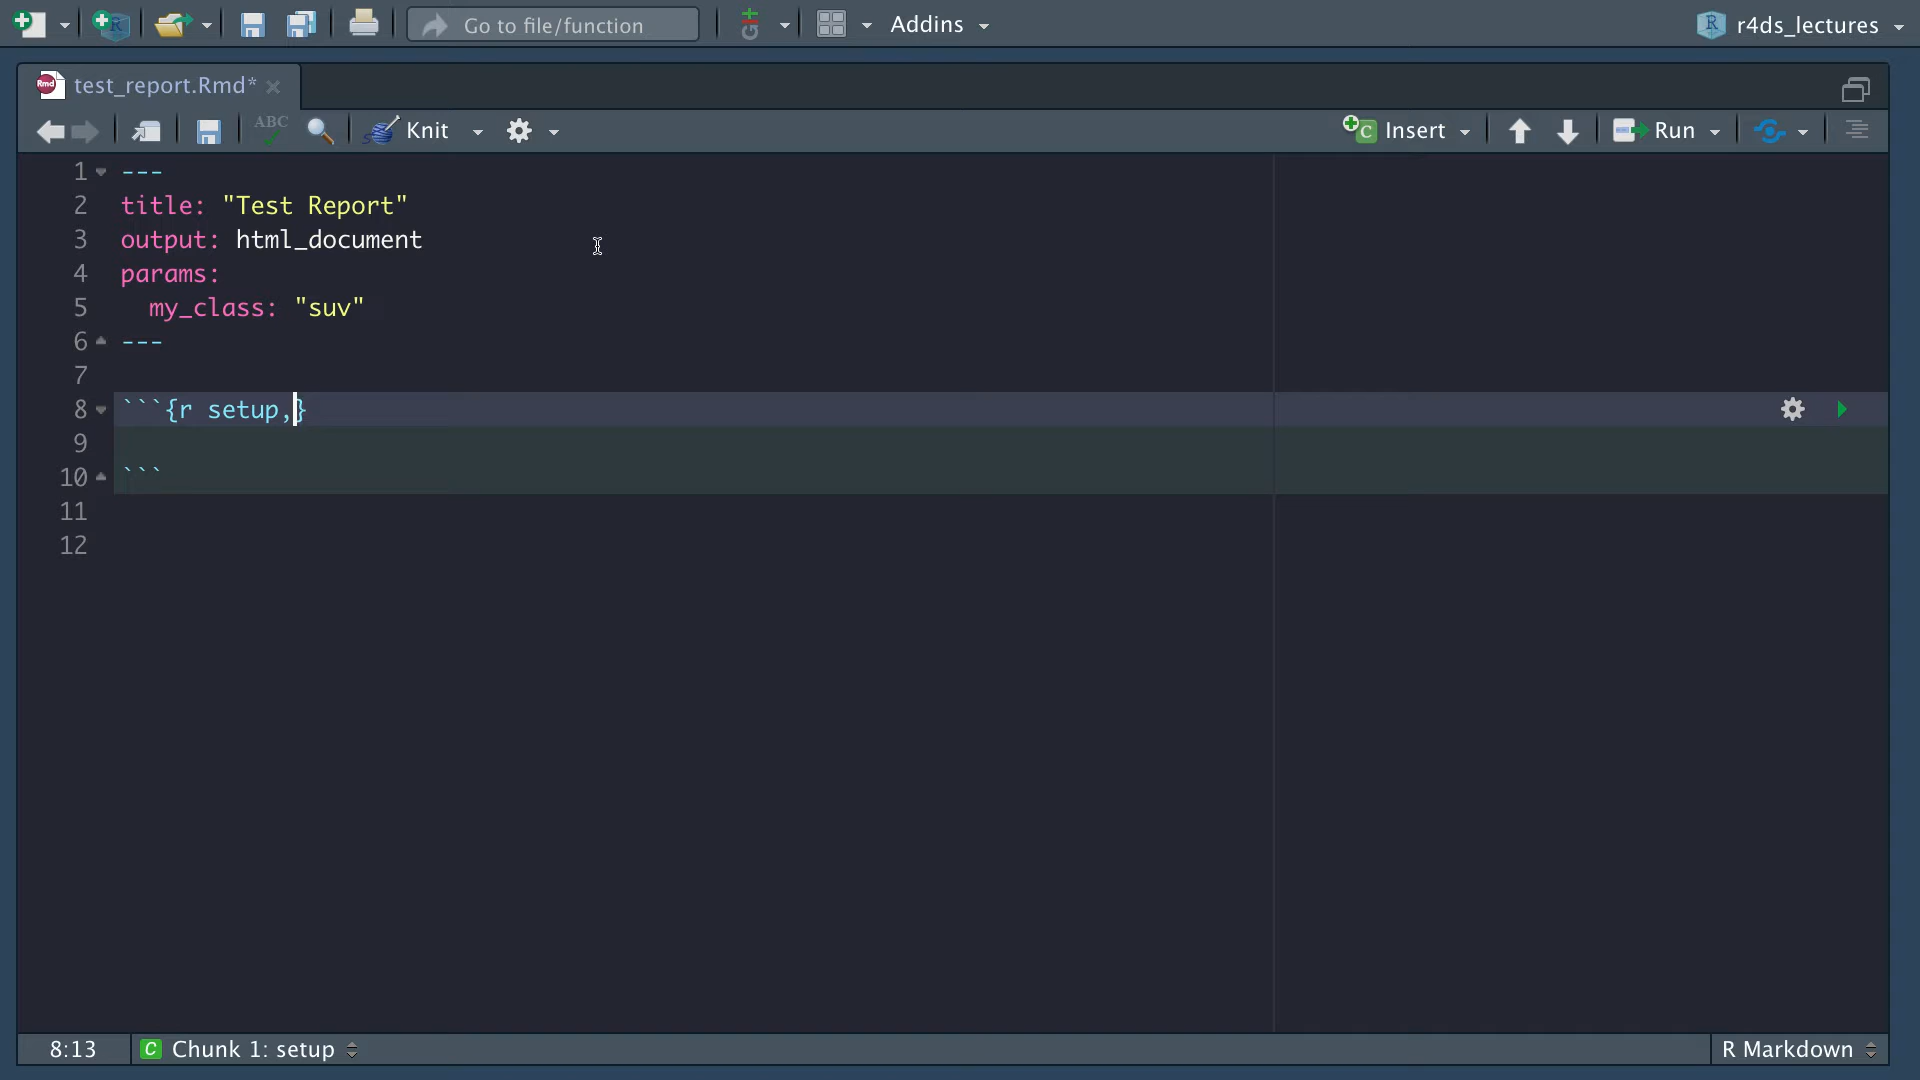 Go to file/function
Addins
r4ds_lectures
test_report.Rmd*
ABC
Knit
Insert
Run
1 ---
2 title: "Test Report"
3 output: html_document
4 params:
5   my_class: "suv"
6 ---
7
8 ```{r setup,}
9
10 ```
11
12
8:13
C Chunk 1: setup
R Markdown